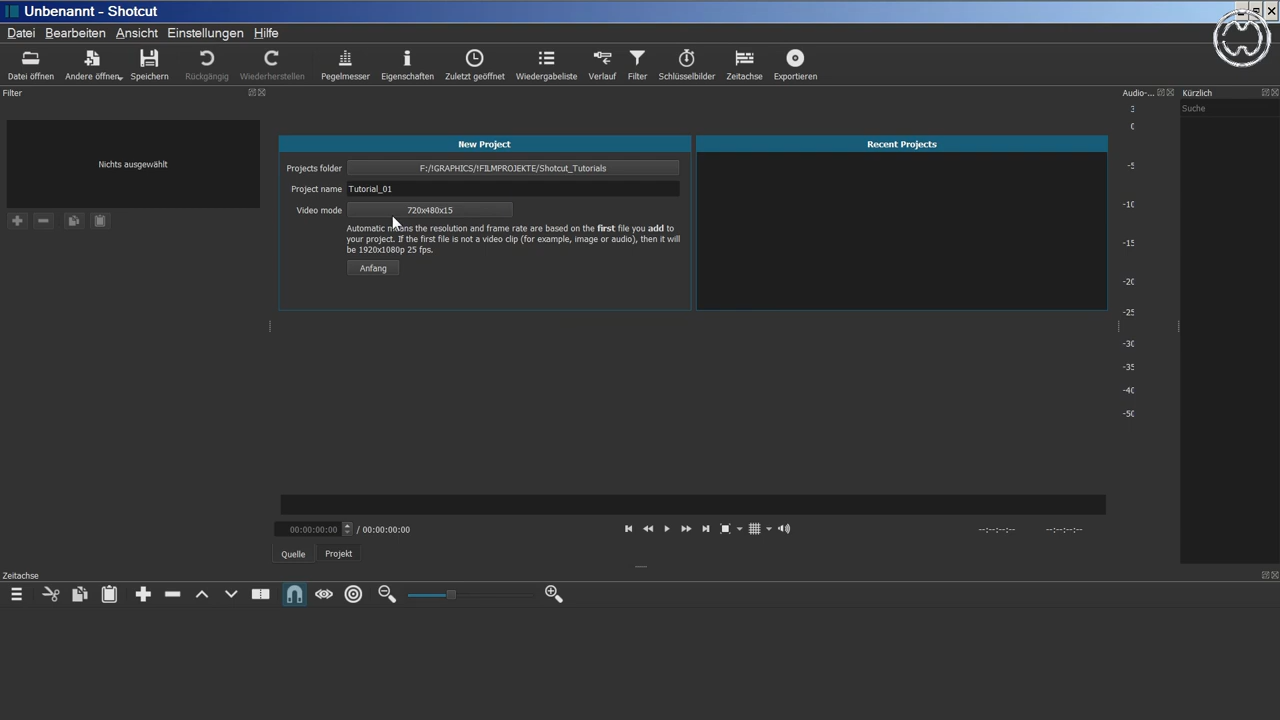 Unbenannt - Shotcut
Datei Bearbeiten Ansicht Einstellungen Hilfe
Datei öffnen Andere öffnen Speichern Rückgängig Wiederherstellen Pegelmesser Eigenschaften Zuletzt geöffnet Wiedergabeliste Verlauf Filter Schlüsselbilder Zeitachse Exportieren
Filter
Nichts ausgewählt
New Project
Projects folder F:/!GRAPHICS/!FILMPROJEKTE/Shotcut_Tutorials
Project name Tutorial_01
Video mode 720x480x15
Automatic means the resolution and frame rate are based on the first file you add to
your project. If the first file is not a video clip (for example, image or audio), then it will
be 1920x1080p 25 fps.
Anfang
Recent Projects
Audio-...
3
0
-5
-10
-15
-20
-25
-30
-35
-40
-50
Kürzlich
Suche
00:00:00:00 / 00:00:00:00
--:--:--:-- --:--:--:--
Quelle Projekt
Zeitachse